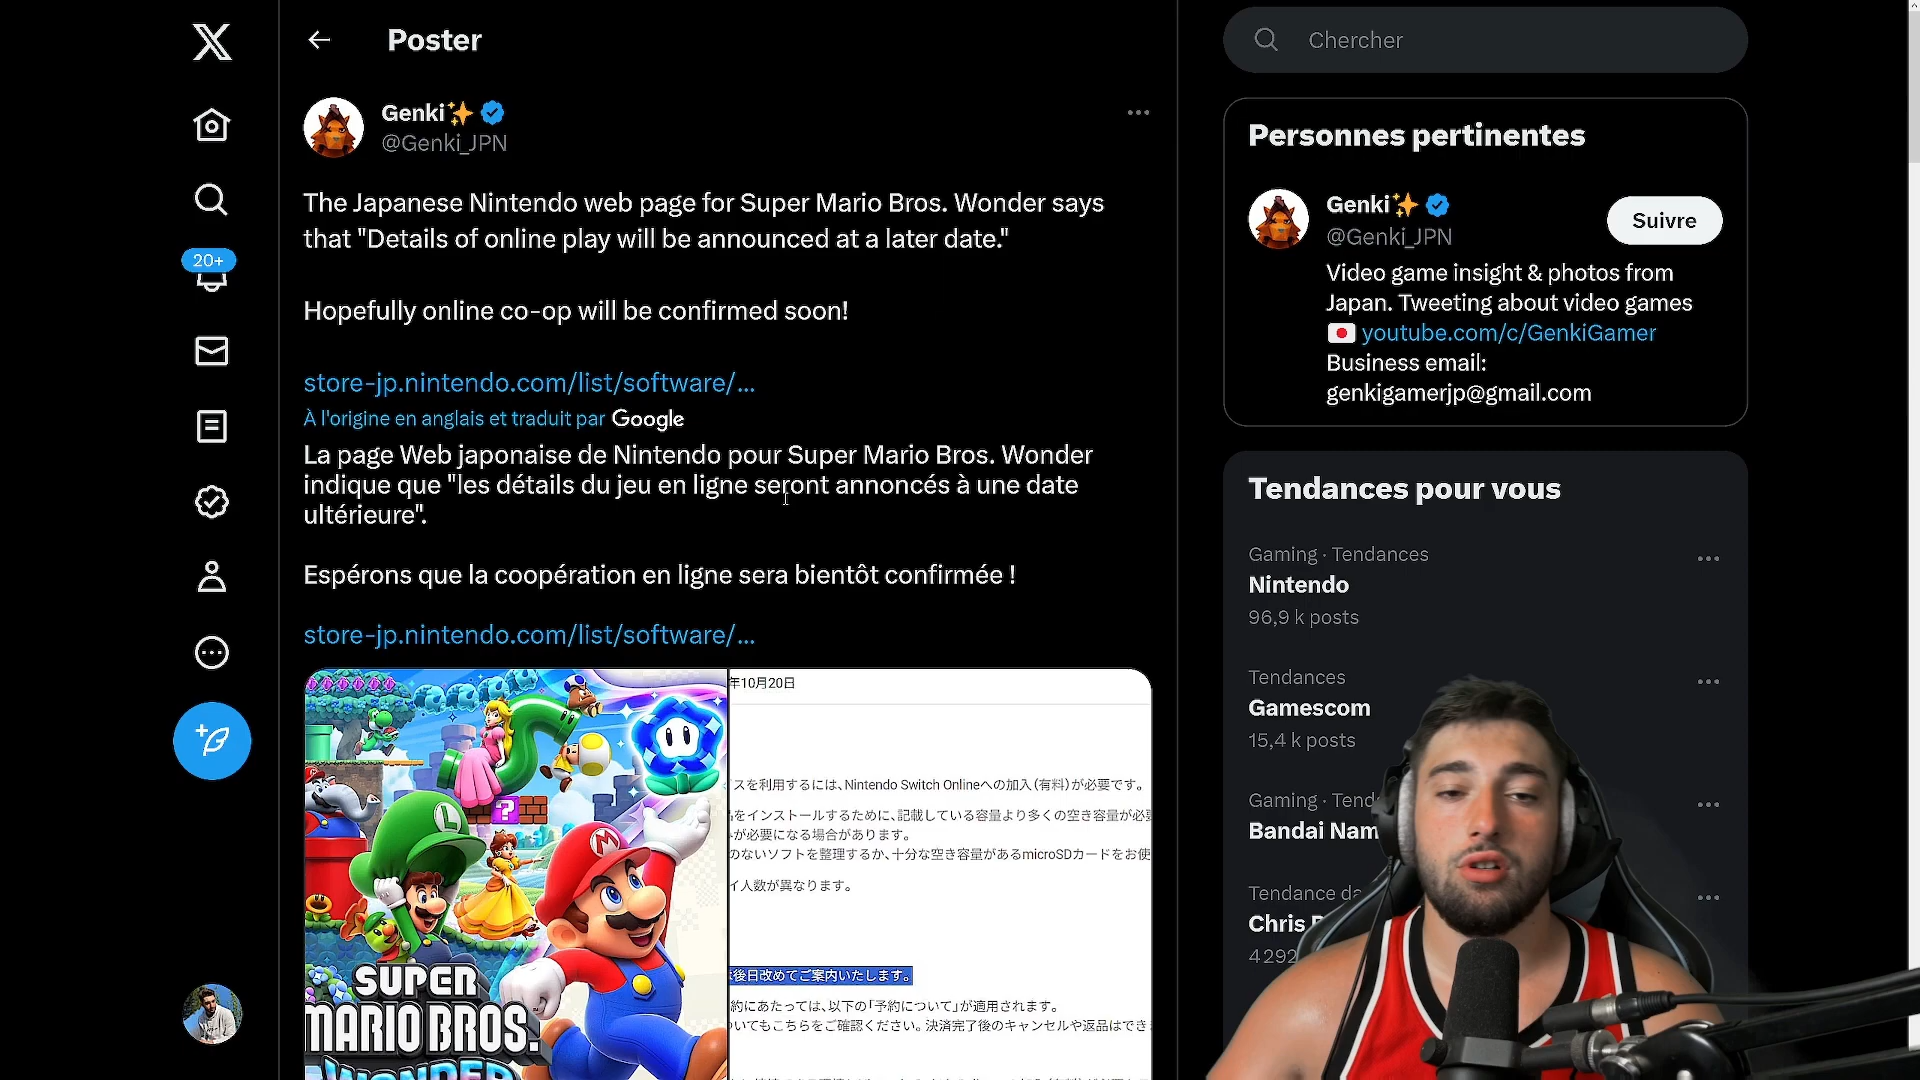 Poster
Genki✨
@Genki_JPN
The Japanese Nintendo web page for Super Mario Bros. Wonder says
that "Details of online play will be announced at a later date."
Hopefully online co-op will be confirmed soon!
store-jp.nintendo.com/list/software/...
À l'origine en anglais et traduit par Google
La page Web japonaise de Nintendo pour Super Mario Bros. Wonder
indique que "les détails du jeu en ligne seront annoncés à une date
ultérieure".
Espérons que la coopération en ligne sera bientôt confirmée !
store-jp.nintendo.com/list/software/...
20+
SUPER
MARIO BROS.
WONDER
年10月20日
スを利用するには、Nintendo Switch Onlineへの加入（有料）が必要です。
をインストールするために、記載している容量より多くの空き容量が必
が必要になる場合があります。
のないソフトを整理するか、十分な空き容量があるmicroSDカードをお使
イ人数が異なります。
後日改めてご案内いたします。
約にあたっては、以下の「予約について」が適用されます。
ついてもこちらをご確認ください。決済完了後のキャンセルや返品はでき
Chercher
Personnes pertinentes
Genki✨
@Genki_JPN
Suivre
Video game insight & photos from
Japan. Tweeting about video games
🇯🇵 youtube.com/c/GenkiGamer
Business email:
genkigamerjp@gmail.com
Tendances pour vous
Gaming · Tendances
Nintendo
96,9 k posts
Tendances
Gamescom
15,4 k posts
Gaming · Tend
Bandai Nam
Tendance da
Chris
4 292